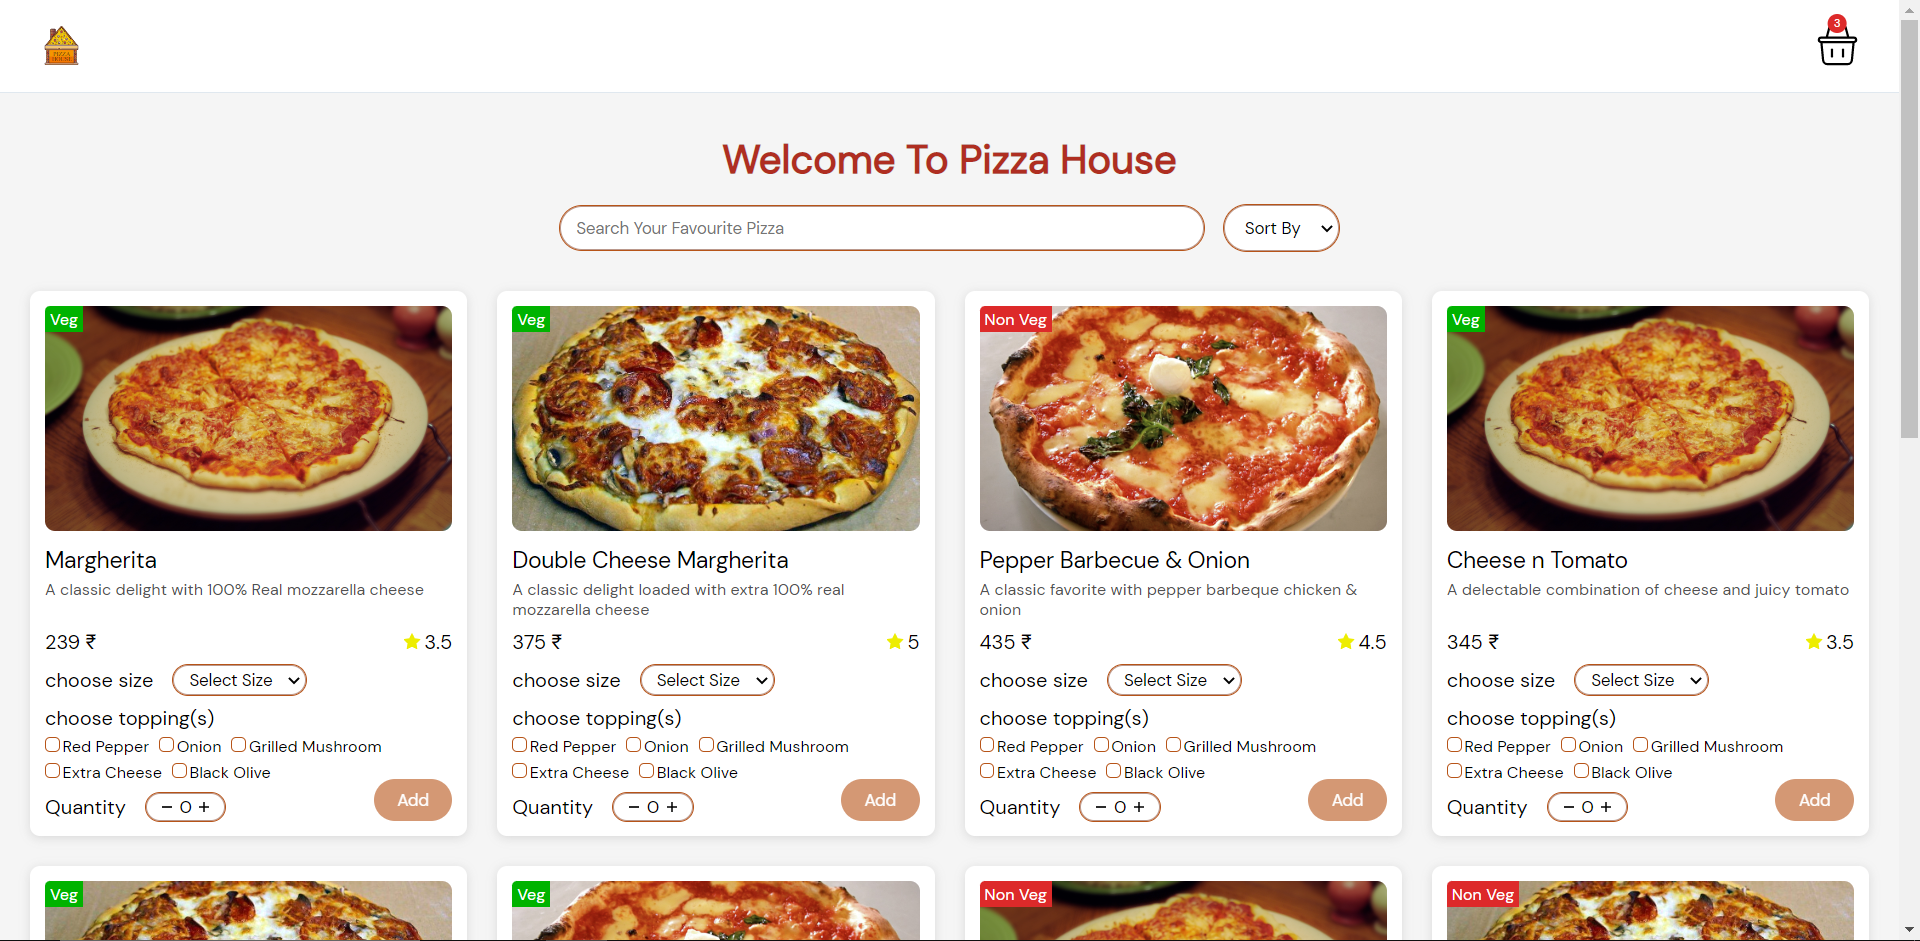 PIZZA
HOUSE
3
Welcome To Pizza House
Search Your Favourite Pizza
Sort By
Veg
Margherita
A classic delight with 100% Real mozzarella cheese
239 ₹
3.5
choose size
Select Size
choose topping(s)
Red Pepper Onion Grilled Mushroom
Extra Cheese Black Olive
Quantity
− 0 +
Add
Veg
Double Cheese Margherita
A classic delight loaded with extra 100% real
mozzarella cheese
375 ₹
5
choose size
Select Size
choose topping(s)
Red Pepper Onion Grilled Mushroom
Extra Cheese Black Olive
Quantity
− 0 +
Add
Non Veg
Pepper Barbecue & Onion
A classic favorite with pepper barbeque chicken &
onion
435 ₹
4.5
choose size
Select Size
choose topping(s)
Red Pepper Onion Grilled Mushroom
Extra Cheese Black Olive
Quantity
− 0 +
Add
Veg
Cheese n Tomato
A delectable combination of cheese and juicy tomato
345 ₹
3.5
choose size
Select Size
choose topping(s)
Red Pepper Onion Grilled Mushroom
Extra Cheese Black Olive
Quantity
− 0 +
Add
Veg
Veg
Non Veg
Non Veg